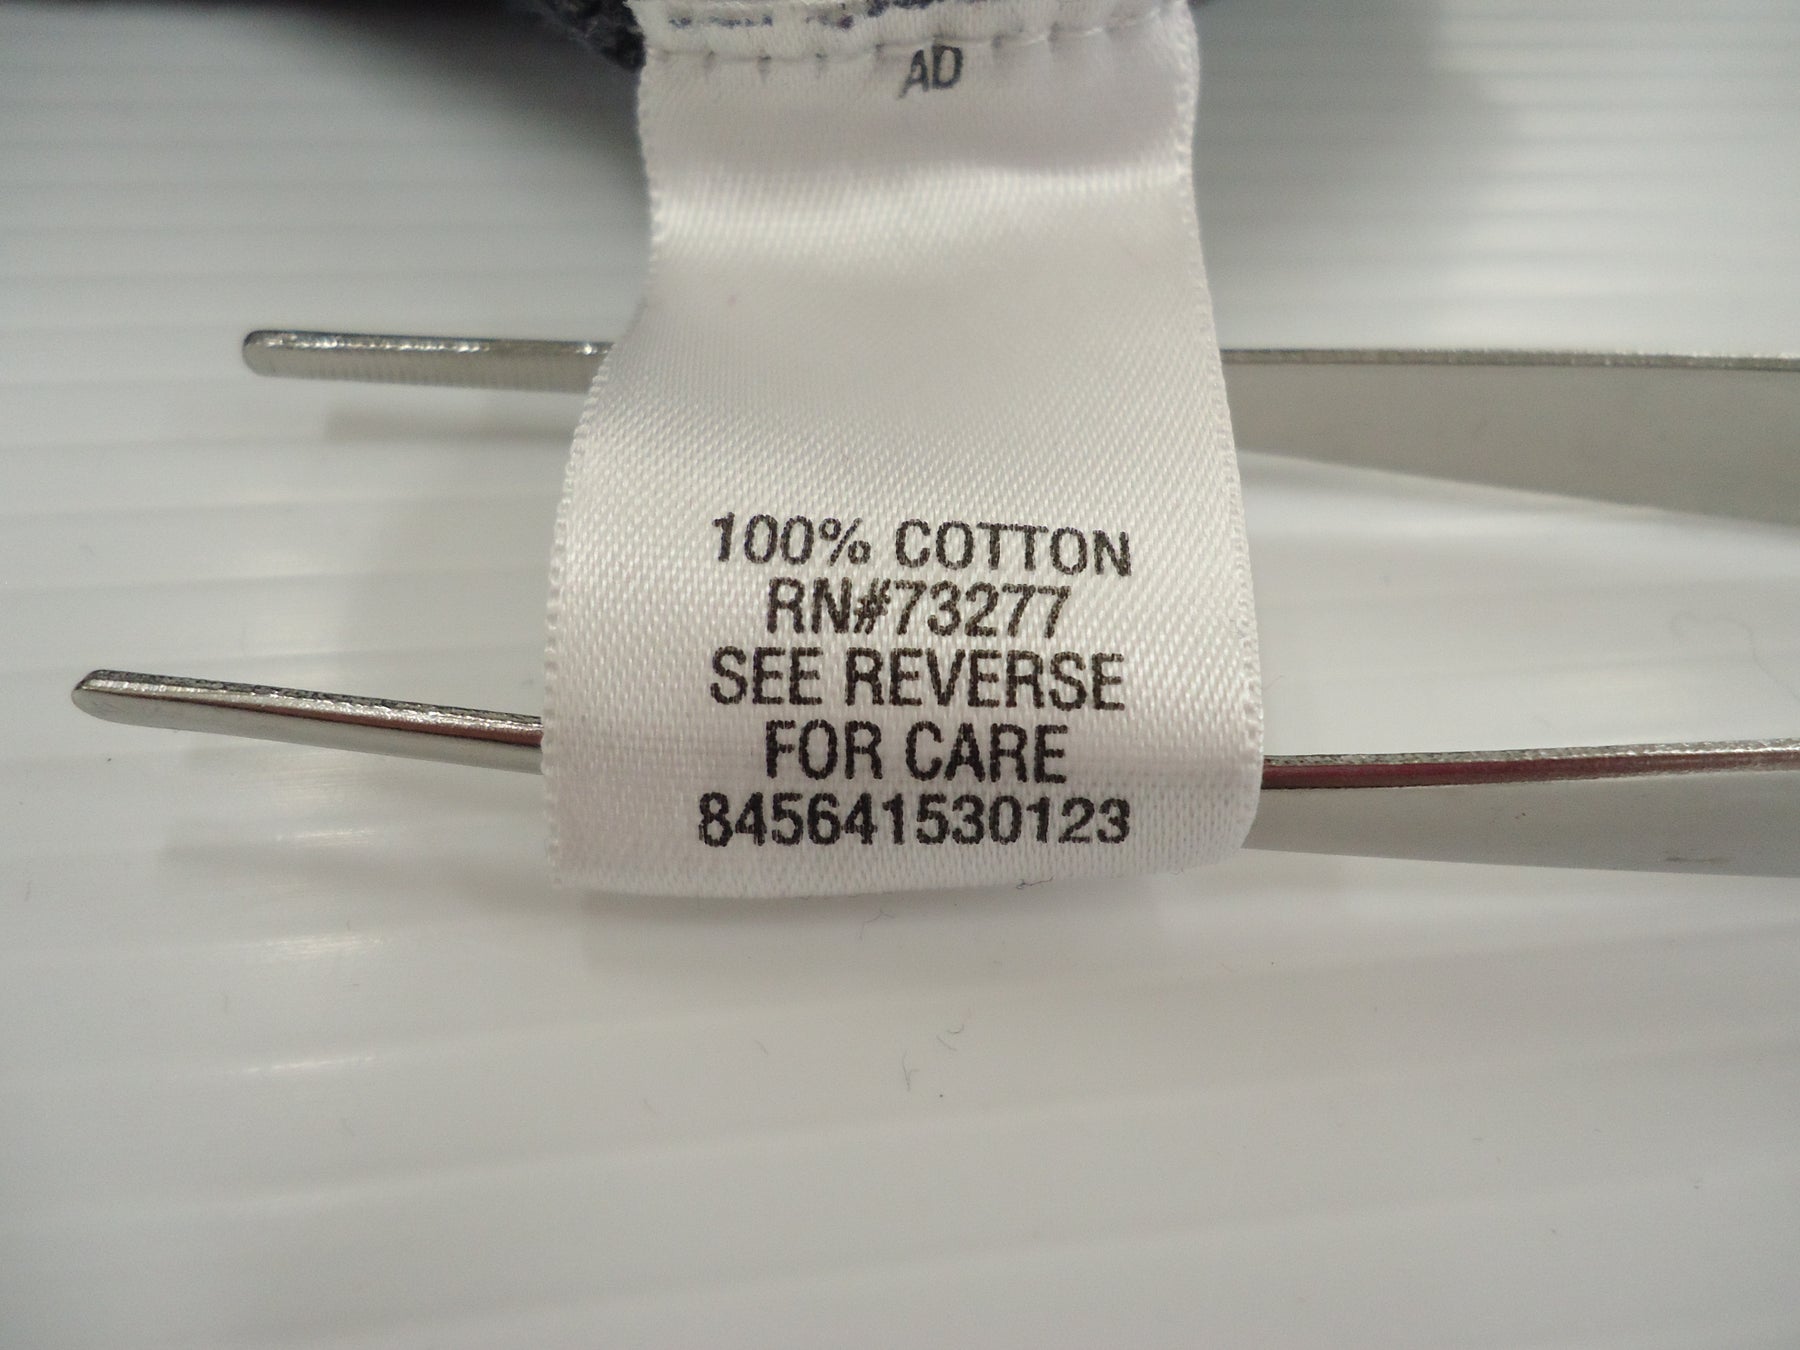 AD
100% COTTON
RN#73277
SEE REVERSE
FOR CARE
845641530123